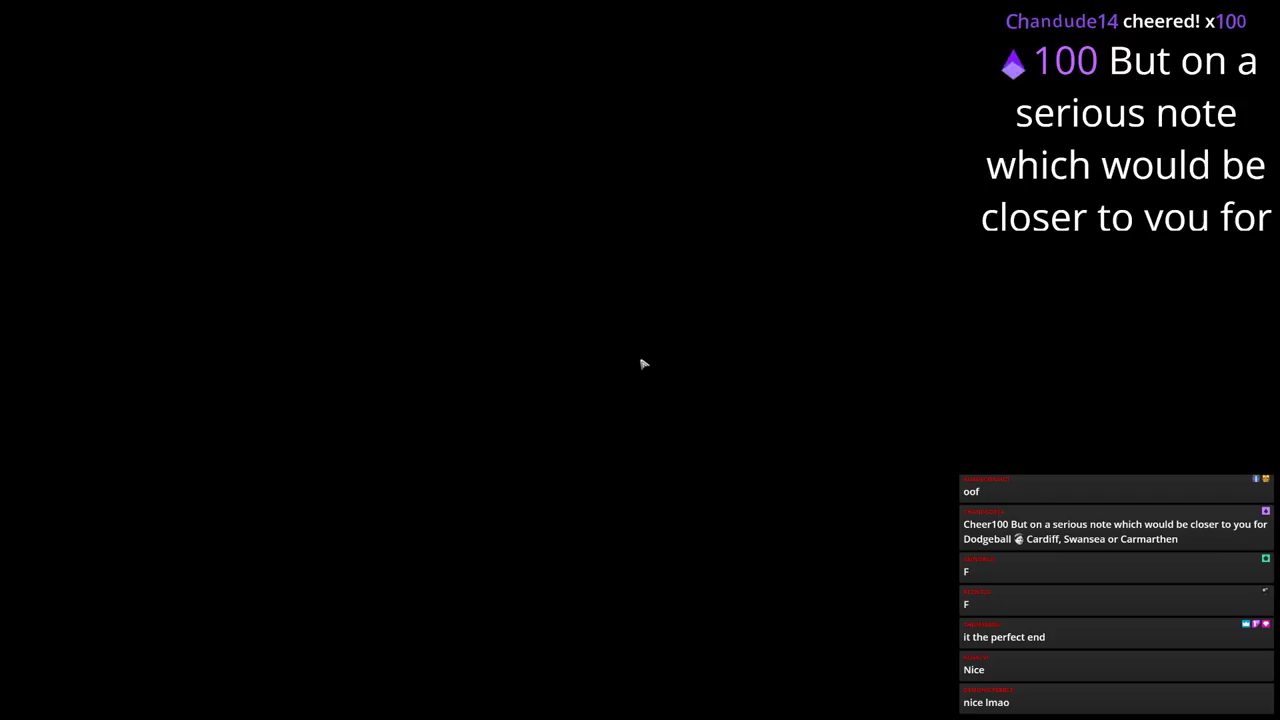 Chandude14 cheered! x100
100 But on a
serious note
which would be
closer to you for
oof
Cheer100 But on a serious note which would be closer to you for
Dodgeball Cardiff, Swansea or Carmarthen
F
F
it the perfect end
Nice
nice lmao